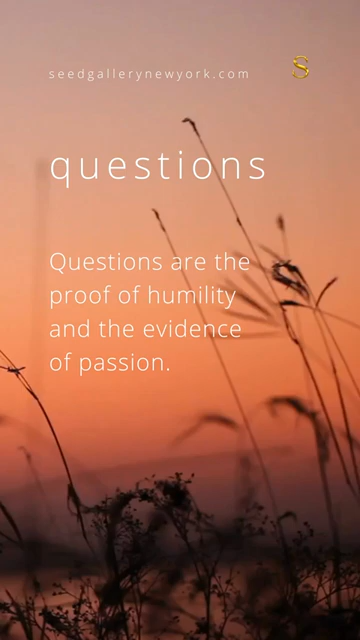 seedgallerynewyork.com
S
questions
Questions are the
proof of humility
and the evidence
of passion.